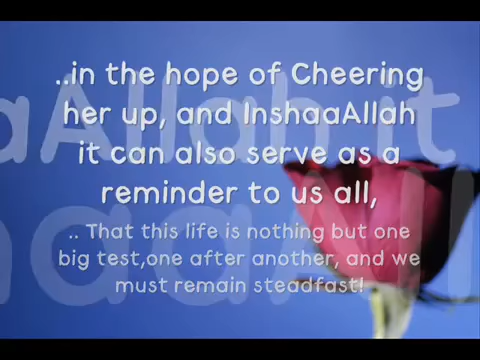 ..in the hope of Cheering
her up, and InshaaAllah
it can also serve as a
reminder to us all,
.. That this life is nothing but one
big test,one after another, and we
must remain steadfast!